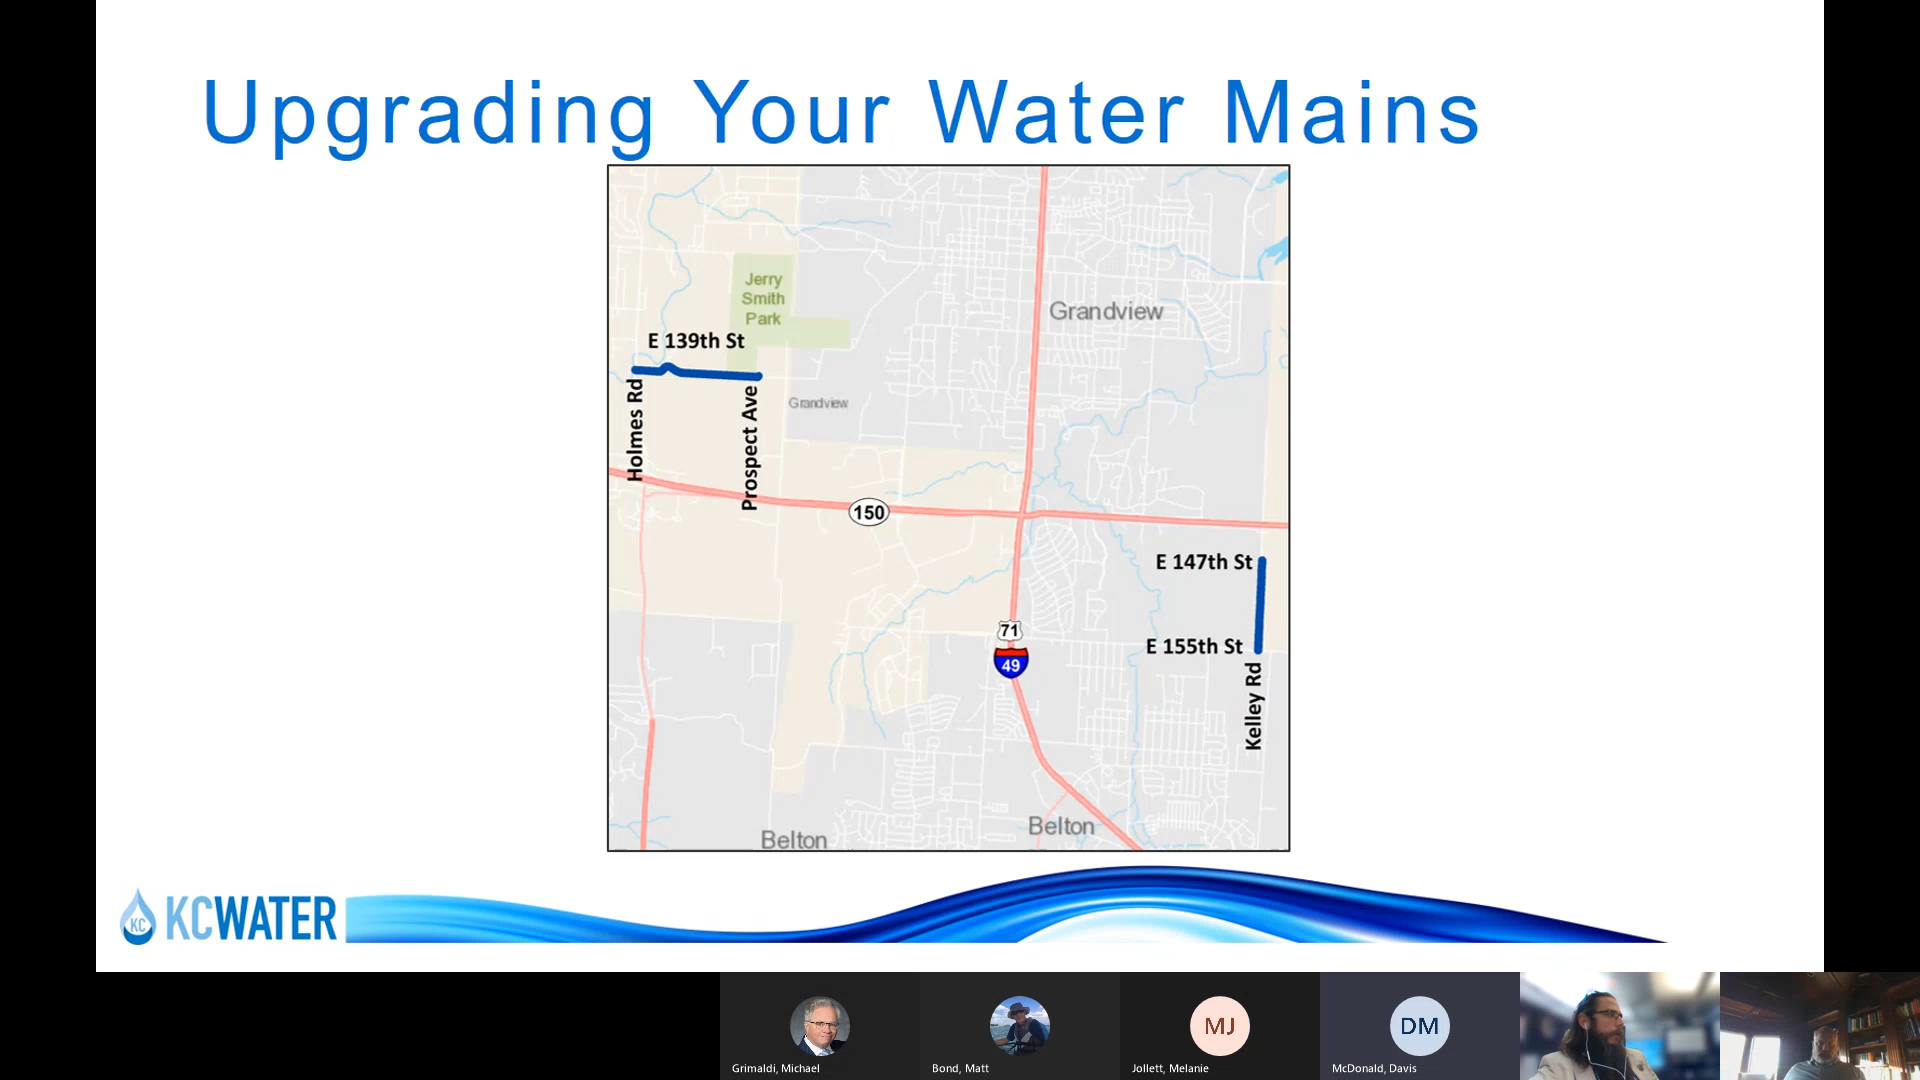 Upgrading Your Water Mains
Jerry
Smith
Park
Grandview
E 139th St
Holmes Rd
Prospect Ave
Grandview
150
E 147th St
71
49
E 155th St
Kelley Rd
Belton
Belton
KC
KCWATER
MJ
DM
Grimaldi, Michael
Bond, Matt
Jollett, Melanie
McDonald, Davis